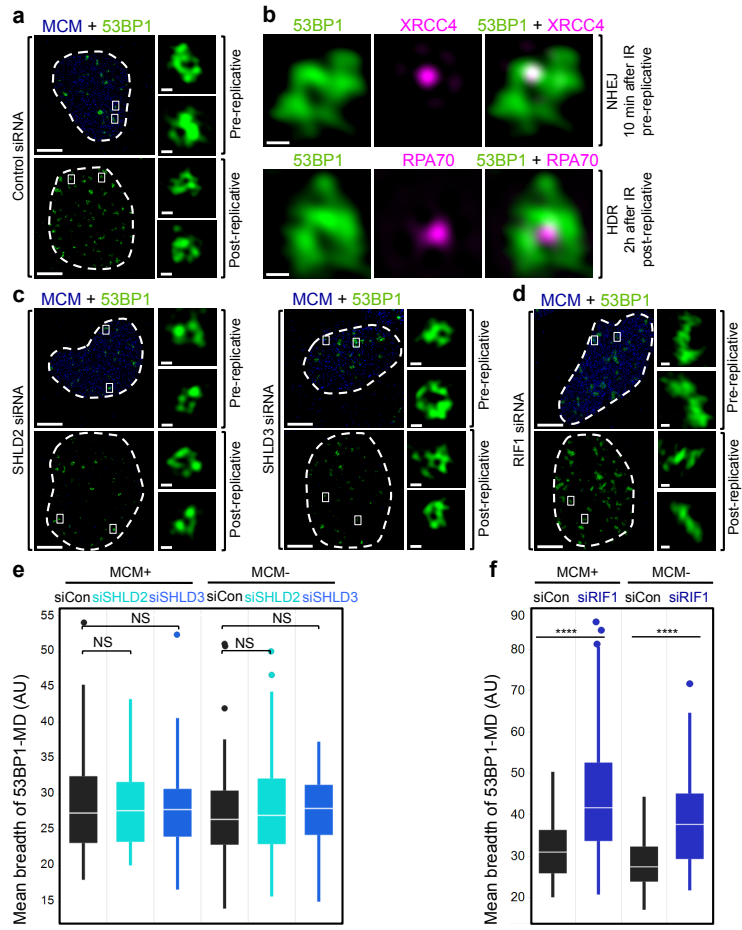 a
MCM + 53BP1
Control siRNA
Pre-replicative
Post-replicative
b
53BP1 XRCC4 53BP1 + XRCC4
NHEJ
10 min after IR
pre-replicative
53BP1 RPA70 53BP1 + RPA70
HDR
2h after IR
post-replicative
c
MCM + 53BP1
SHLD2 siRNA
Pre-replicative
Post-replicative
MCM + 53BP1
SHLD3 siRNA
Pre-replicative
Post-replicative
d
MCM + 53BP1
RIF1 siRNA
Pre-replicative
Post-replicative
e
MCM+ MCM-
siCon siSHLD2 siSHLD3 siCon siSHLD2 siSHLD3
Mean breadth of 53BP1-MD (AU)
55
50
45
40
35
30
25
20
15
NS NS
NS NS
f
MCM+ MCM-
siCon siRIF1 siCon siRIF1
Mean breadth of 53BP1-MD (AU)
90
80
70
60
50
40
30
20
**** ****